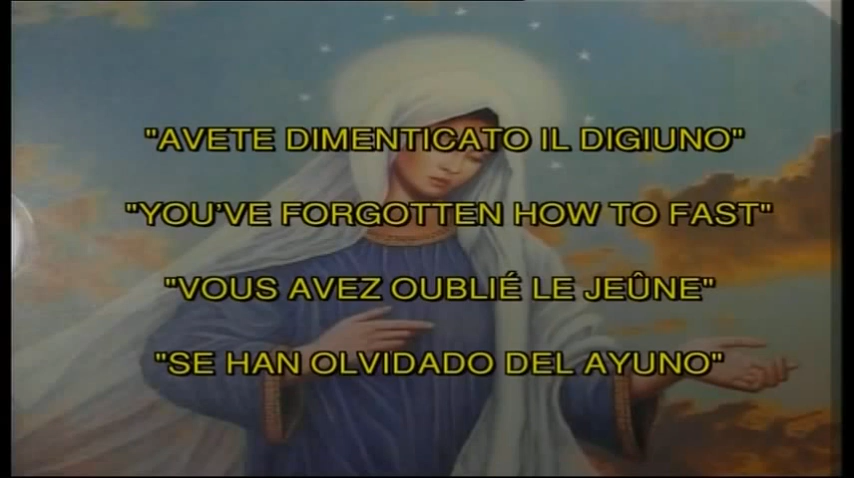 "AVETE DIMENTICATO IL DIGIUNO"
"YOU'VE FORGOTTEN HOW TO FAST"
"VOUS AVEZ OUBLIÉ LE JEÛNE"
"SE HAN OLVIDADO DEL AYUNO"